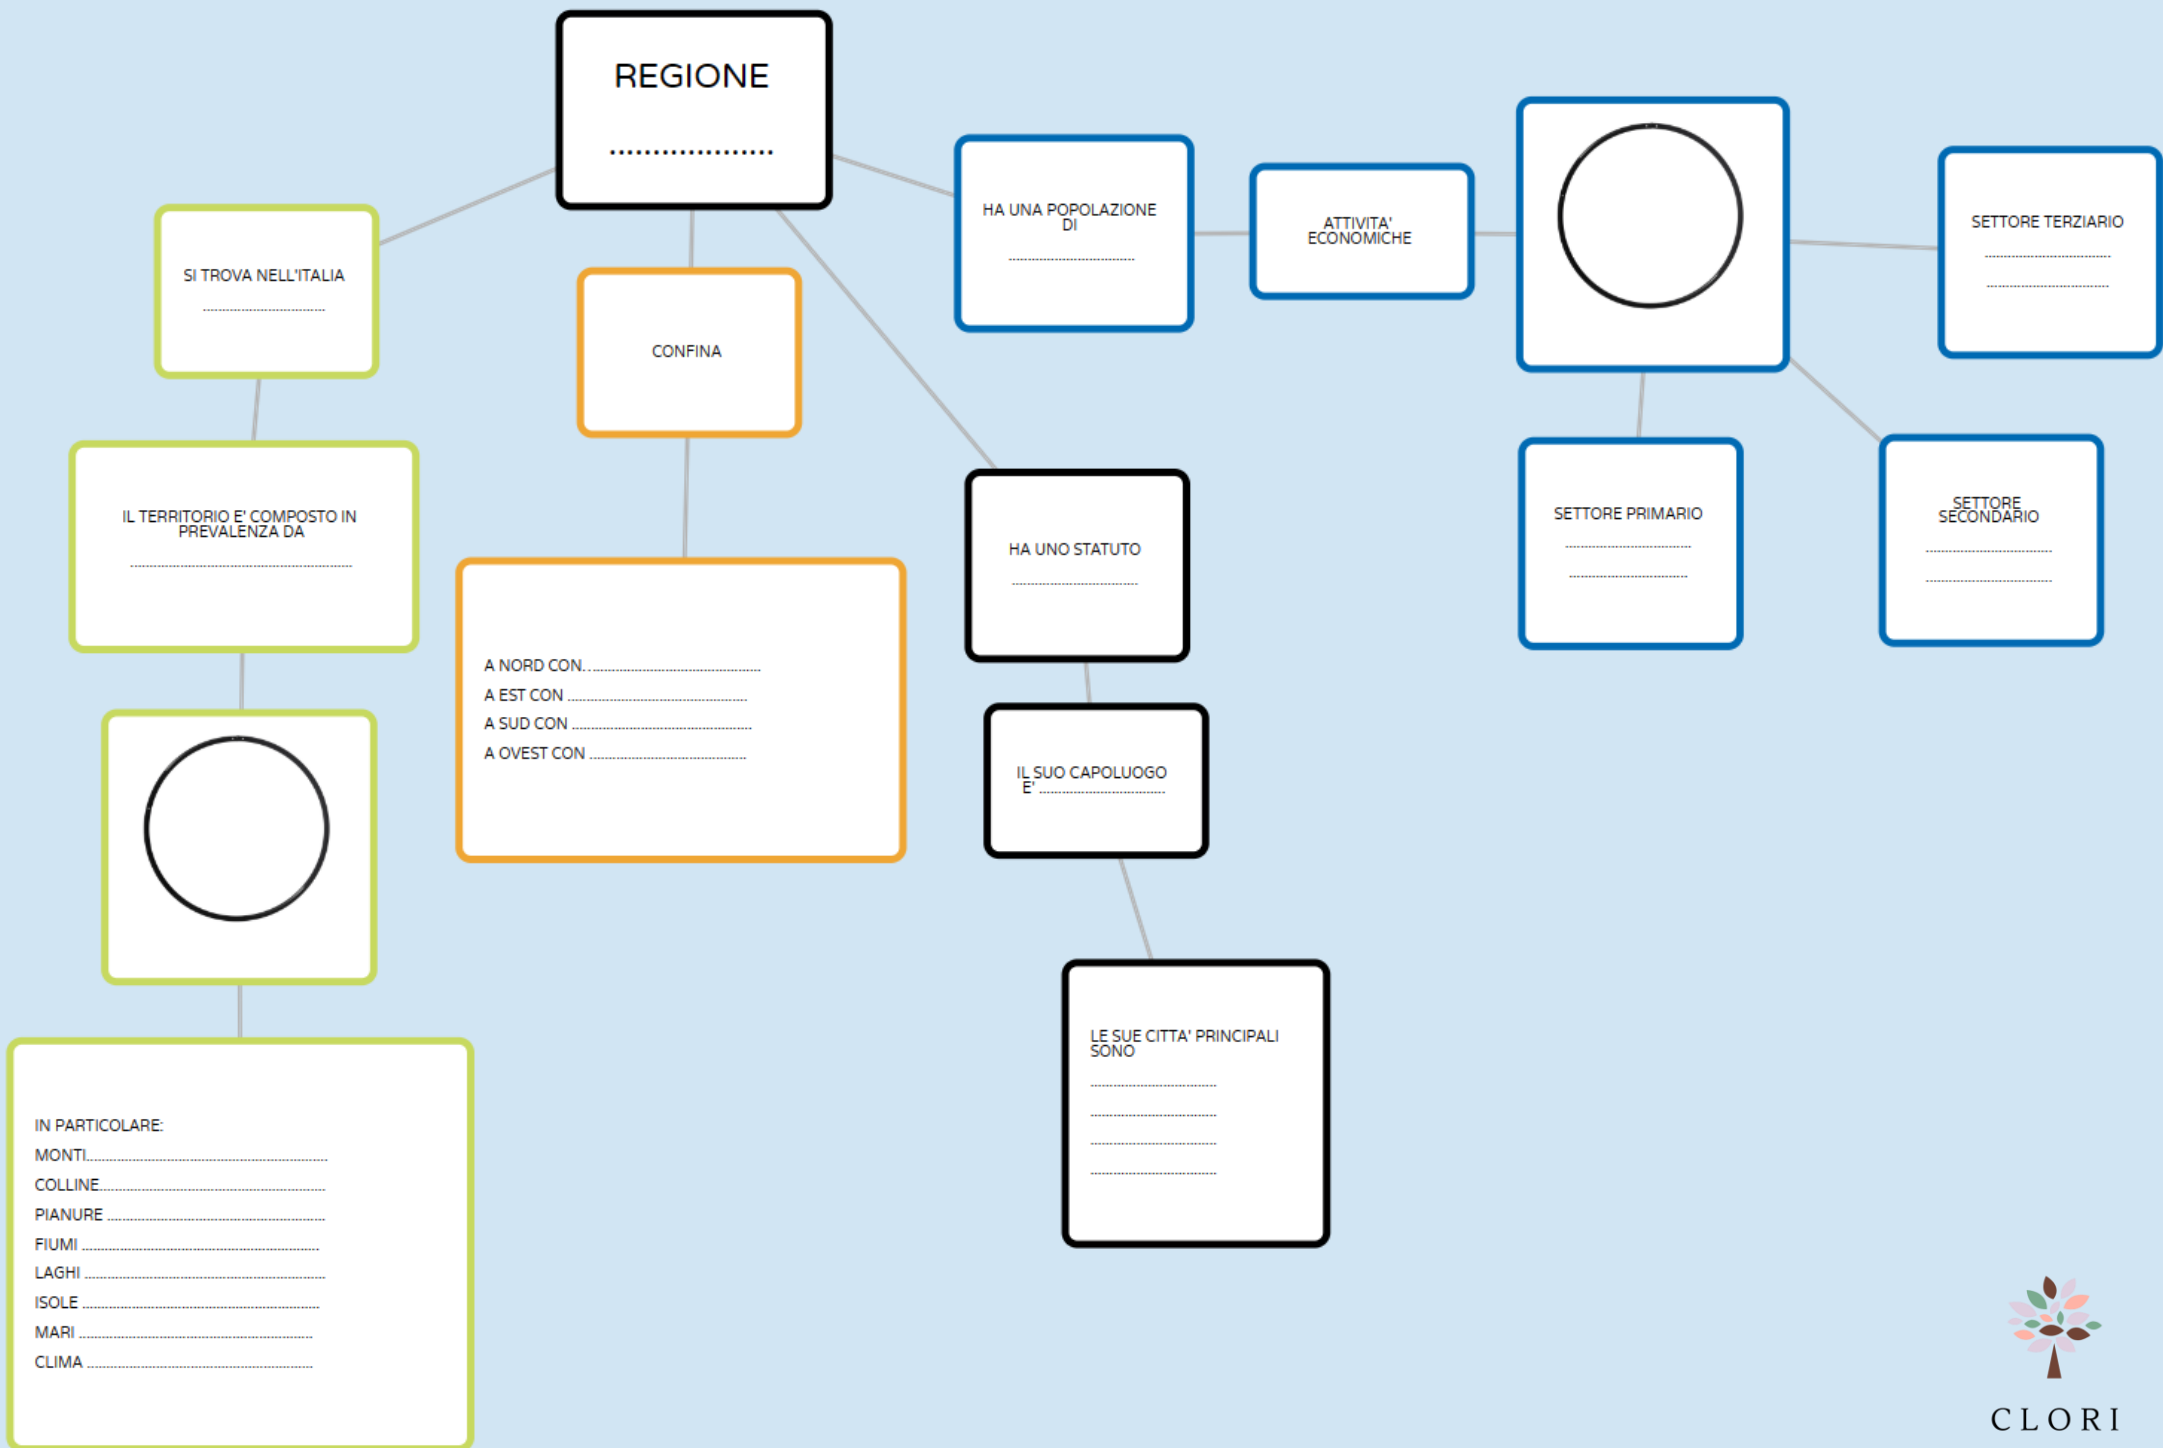 REGIONE
...................
SI TROVA NELL'ITALIA
................................
IL TERRITORIO E' COMPOSTO IN
PREVALENZA DA
..........................................................
IN PARTICOLARE:
MONTI...............................................................
COLLINE...........................................................
PIANURE .........................................................
FIUMI ..............................................................
LAGHI ...............................................................
ISOLE ..............................................................
MARI .............................................................
CLIMA ...........................................................
CONFINA
A NORD CON. .............................................
A EST CON ...............................................
A SUD CON ...............................................
A OVEST CON .........................................
HA UNO STATUTO
.................................
IL SUO CAPOLUOGO
E' .................................
LE SUE CITTA' PRINCIPALI
SONO
.................................
.................................
.................................
.................................
HA UNA POPOLAZIONE
DI
.................................
ATTIVITA'
ECONOMICHE
SETTORE PRIMARIO
.................................
...............................
SETTORE
SECONDARIO
.................................
.................................
SETTORE TERZIARIO
.................................
................................
CLORI